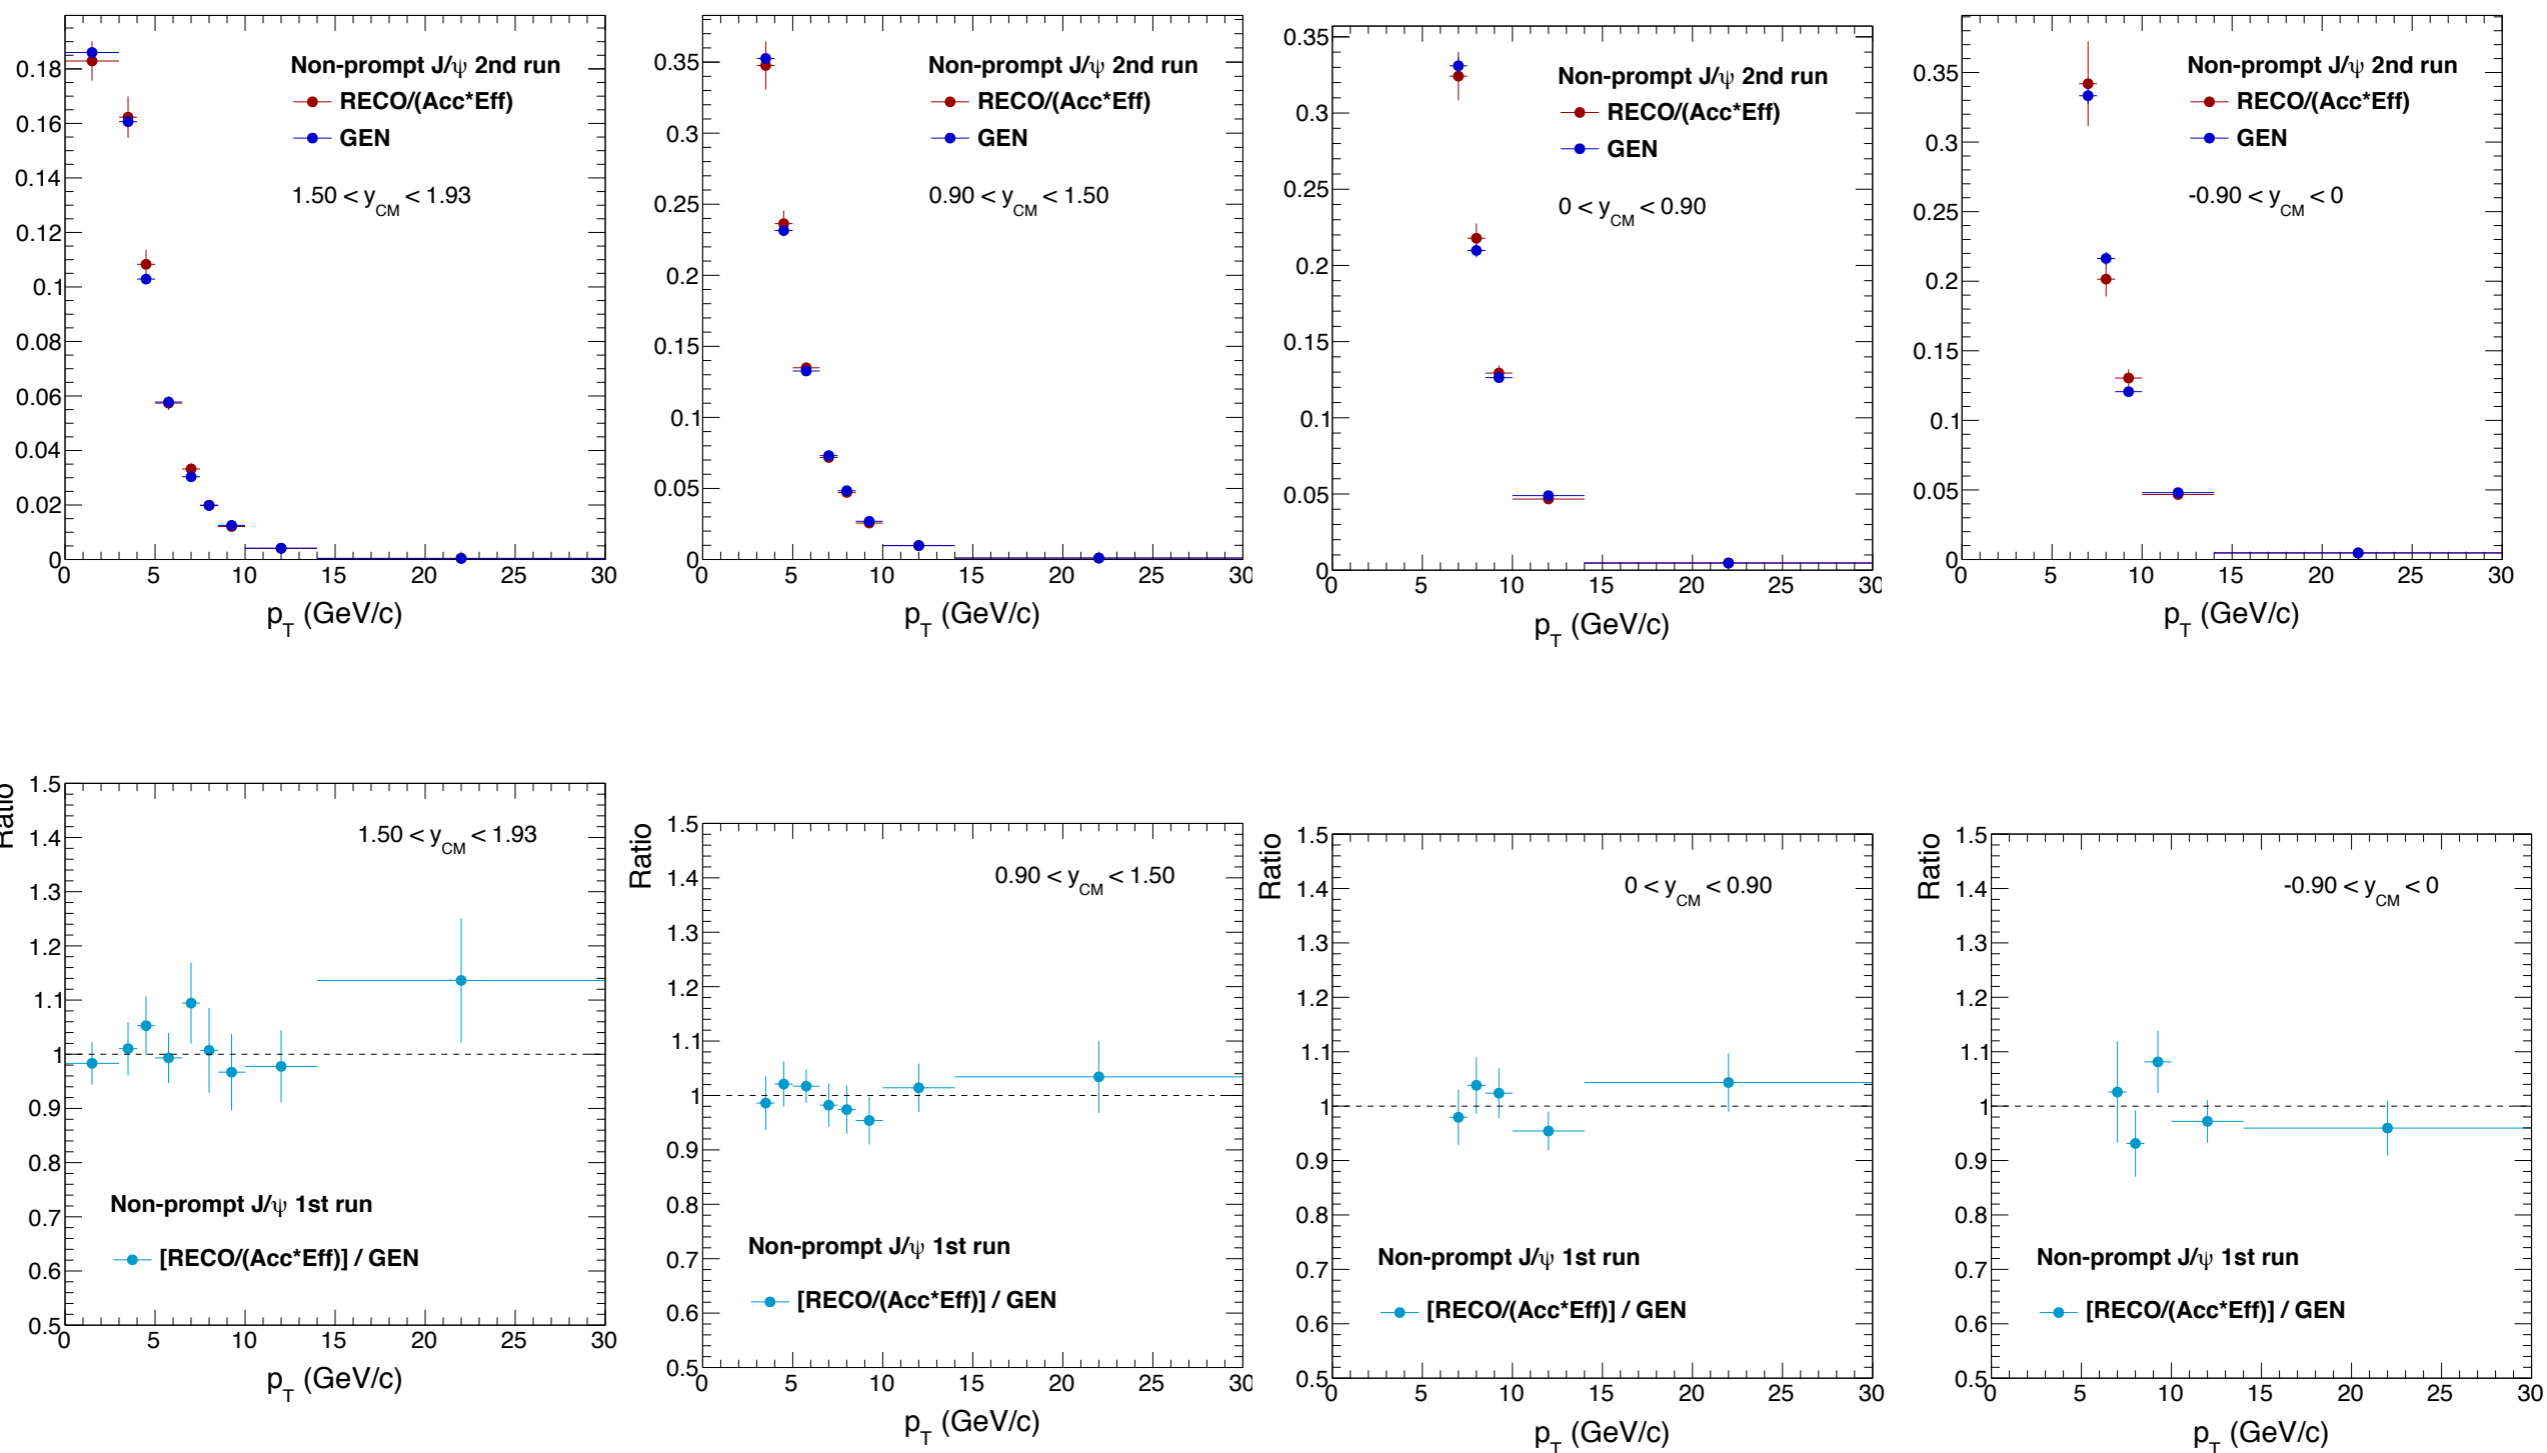 Non-prompt J/ψ 2nd run
RECO/(Acc*Eff)
GEN
1.50 < y_CM < 1.93
0.18
0.16
0.14
0.12
0.1
0.08
0.06
0.04
0.02
0
0 5 10 15 20 25 30
p_T (GeV/c)
Non-prompt J/ψ 2nd run
RECO/(Acc*Eff)
GEN
0.90 < y_CM < 1.50
0.35
0.3
0.25
0.2
0.15
0.1
0.05
0
0 5 10 15 20 25 30
p_T (GeV/c)
Non-prompt J/ψ 2nd run
RECO/(Acc*Eff)
GEN
0 < y_CM < 0.90
0.35
0.3
0.25
0.2
0.15
0.1
0.05
0
0 5 10 15 20 25 30
p_T (GeV/c)
Non-prompt J/ψ 2nd run
RECO/(Acc*Eff)
GEN
-0.90 < y_CM < 0
0.35
0.3
0.25
0.2
0.15
0.1
0.05
0
0 5 10 15 20 25 30
p_T (GeV/c)
Ratio
1.50 < y_CM < 1.93
1.5
1.4
1.3
1.2
1.1
1
0.9
0.8
0.7
0.6
0.5
Non-prompt J/ψ 1st run
[RECO/(Acc*Eff)] / GEN
0 5 10 15 20 25 30
p_T (GeV/c)
Ratio
0.90 < y_CM < 1.50
1.5
1.4
1.3
1.2
1.1
1
0.9
0.8
0.7
0.6
0.5
Non-prompt J/ψ 1st run
[RECO/(Acc*Eff)] / GEN
0 5 10 15 20 25 30
p_T (GeV/c)
Ratio
0 < y_CM < 0.90
1.5
1.4
1.3
1.2
1.1
1
0.9
0.8
0.7
0.6
0.5
Non-prompt J/ψ 1st run
[RECO/(Acc*Eff)] / GEN
0 5 10 15 20 25 30
p_T (GeV/c)
Ratio
-0.90 < y_CM < 0
1.5
1.4
1.3
1.2
1.1
1
0.9
0.8
0.7
0.6
0.5
Non-prompt J/ψ 1st run
[RECO/(Acc*Eff)] / GEN
0 5 10 15 20 25 30
p_T (GeV/c)